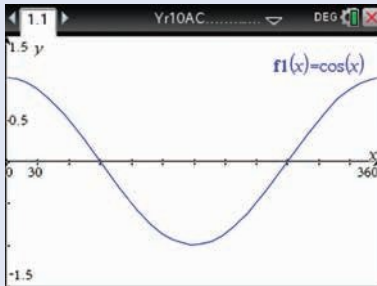 1.1 Yr10AC............ DEG
1.5 y
f1(x)=cos(x)
0.5
x
0 30 360
-1.5